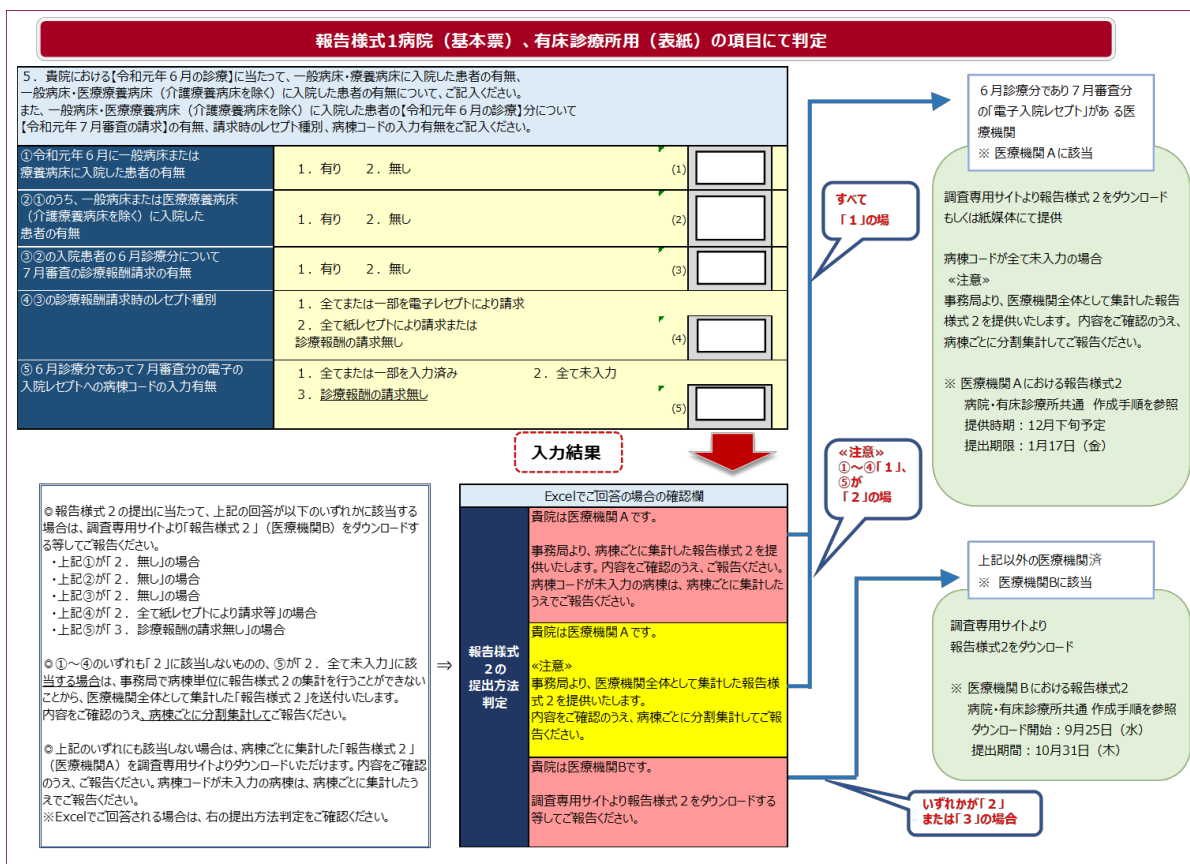 報告様式1病院（基本票）、有床診療所用（表紙）の項目にて判定
５．貴院における【令和元年６月の診療】に当たって、一般病床・療養病床に入院した患者の有無、
一般病床・医療療養病床（介護療養病床を除く）に入院した患者の有無について、ご記入ください。
また、一般病床・医療療養病床（介護療養病床を除く）に入院した患者の【令和元年６月の診療】分について
【令和元年７月審査の請求】の有無、請求時のレセプト種別、病棟コードの入力有無をご記入ください。
①令和元年６月に一般病床または
療養病床に入院した患者の有無
１．有り　２．無し
(1)
②①のうち、一般病床または医療療養病床
（介護療養病床を除く）に入院した
患者の有無
１．有り　２．無し
(2)
③②の入院患者の６月診療分について
７月審査の診療報酬請求の有無
１．有り　２．無し
(3)
④③の診療報酬請求時のレセプト種別
１．全てまたは一部を電子レセプトにより請求
２．全て紙レセプトにより請求または
診療報酬の請求無し
(4)
⑤６月診療分であって７月審査分の電子の
入院レセプトへの病棟コードの入力有無
１．全てまたは一部を入力済み　２．全て未入力
３．診療報酬の請求無し
(5)
入力結果
◎報告様式２の提出に当たって、上記の回答が以下のいずれかに該当する
場合は、調査専用サイトより「報告様式２」（医療機関B）をダウンロードす
る等してご報告ください。
・上記①が「２．無し」の場合
・上記②が「２．無し」の場合
・上記③が「２．無し」の場合
・上記④が「２．全て紙レセプトにより請求等」の場合
・上記⑤が「３．診療報酬の請求無し」の場合
◎①～④のいずれも「２」に該当しないものの、⑤が「２．全て未入力」に該
当する場合は、事務局で病棟単位に報告様式２の集計を行うことができない
ことから、医療機関全体として集計した「報告様式２」を送付いたします。
内容をご確認のうえ、病棟ごとに分割集計してご報告ください。
◎上記のいずれにも該当しない場合は、病棟ごとに集計した「報告様式２」
（医療機関A）を調査専用サイトよりダウンロードいただけます。内容をご確認
のうえ、ご報告ください。病棟コードが未入力の病棟は、病棟ごとに集計したう
えでご報告ください。
※Excelでご回答される場合は、右の提出方法判定をご確認ください。
⇒
Excelでご回答の場合の確認欄
報告様式
２の
提出方法
判定
貴院は医療機関Ａです。
事務局より、病棟ごとに集計した報告様式２を提
供いたします。内容をご確認のうえ、ご報告ください。
病棟コードが未入力の病棟は、病棟ごとに集計した
うえでご報告ください。
貴院は医療機関Ａです。
≪注意≫
事務局より、医療機関全体として集計した報告様
式２を提供いたします。
内容をご確認のうえ、病棟ごとに分割集計してご報
告ください。
貴院は医療機関Bです。
調査専用サイトより報告様式２をダウンロードする
等してご報告ください。
すべて
「１」の場
≪注意≫
①～④「１」、
⑤が
「２」の場
いずれかが「２」
または「３」の場合
６月診療分であり７月審査分
の「電子入院レセプト」があ る医
療機関
※ 医療機関Ａに該当
調査専用サイトより報告様式２をダウンロード
もしくは紙媒体にて提供
病棟コードが全て未入力の場合
≪注意≫
事務局より、医療機関全体として集計した報告
様式２を提供いたします。内容をご確認のうえ、
病棟ごとに分割集計してご報告ください。
※ 医療機関Ａにおける報告様式2
病院・有床診療所共通 作成手順を参照
提供時期：12月下旬予定
提出期限：1月17日（金）
上記以外の医療機関済
※ 医療機関Bに該当
調査専用サイトより
報告様式2をダウンロード
※ 医療機関Ｂにおける報告様式2
病院・有床診療所共通 作成手順を参照
ダウンロード開始：9月25日（水）
提出期間：10月31日（木）